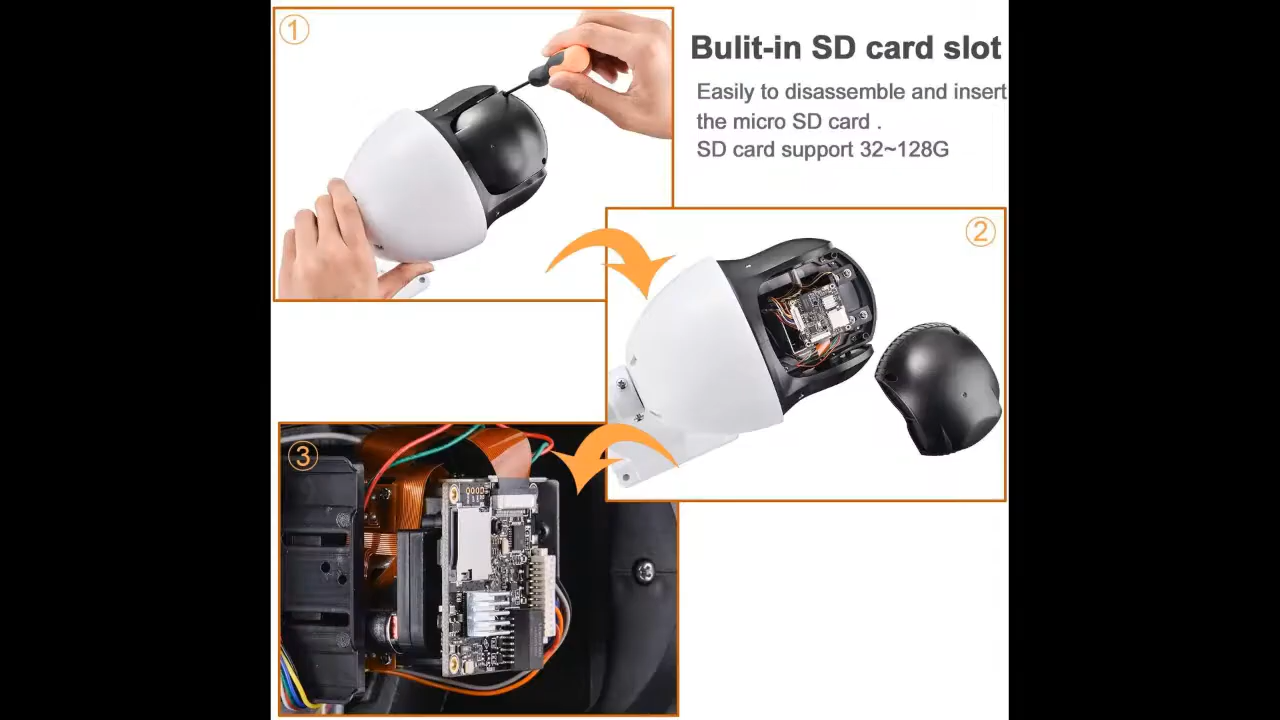 ①
Bulit-in SD card slot
Easily to disassemble and insert
the micro SD card .
SD card support 32~128G
②
③